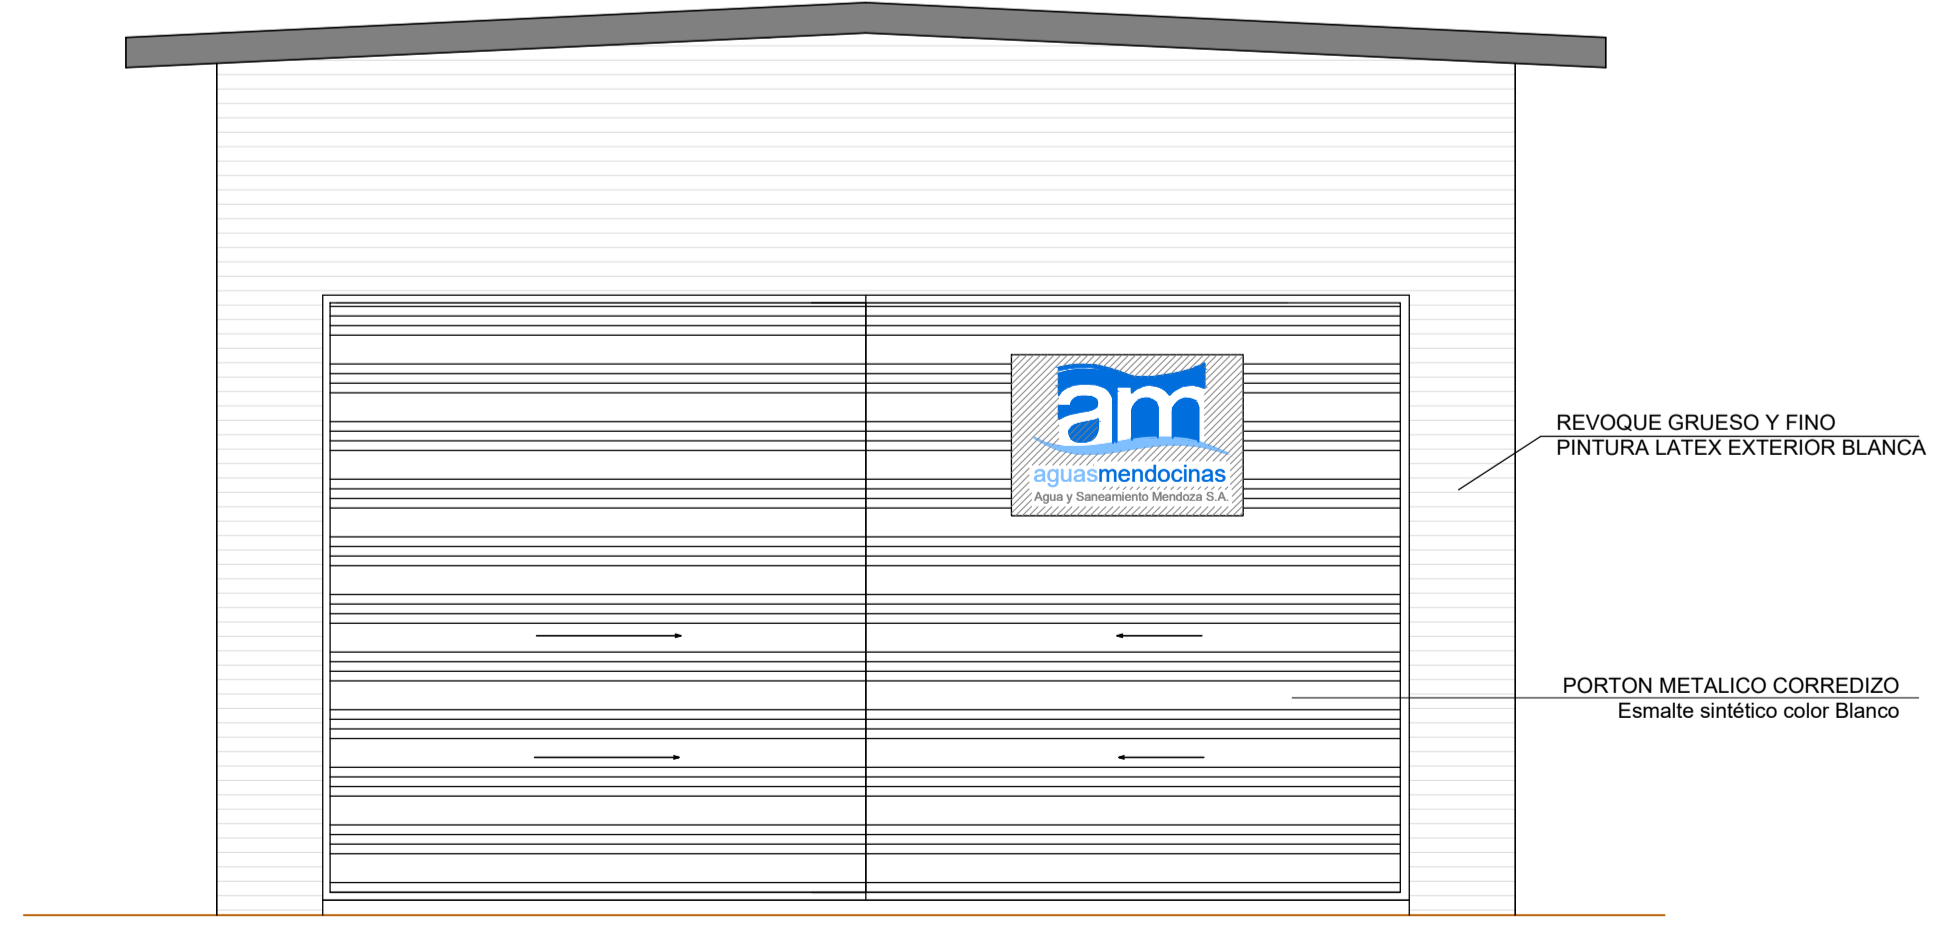 am
aguasmendocinas
Agua y Saneamiento Mendoza S.A.
REVOQUE GRUESO Y FINO
PINTURA LATEX EXTERIOR BLANCA
PORTON METALICO CORREDIZO
Esmalte sintético color Blanco